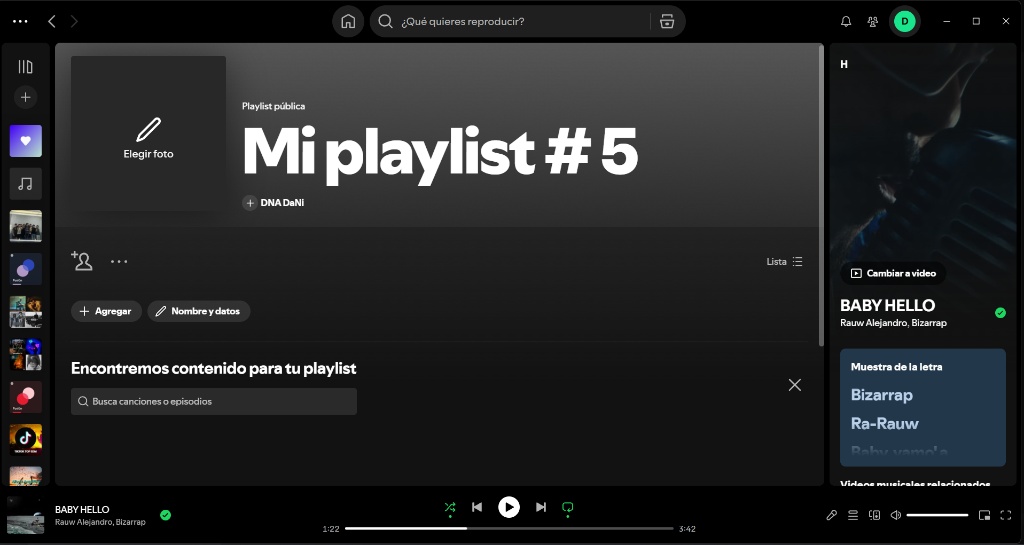 ¿Qué quieres reproducir?
D
Elegir foto
Playlist pública
Mi playlist # 5
DNA DaNi
Lista
Agregar
Nombre y datos
Encontremos contenido para tu playlist
Busca canciones o episodios
H
Cambiar a video
BABY HELLO
Rauw Alejandro, Bizarrap
Muestra de la letra
Bizarrap
Ra-Rauw
Baby, vamo' a
Videos musicales relacionados
BABY HELLO
Rauw Alejandro, Bizarrap
1:22
3:42